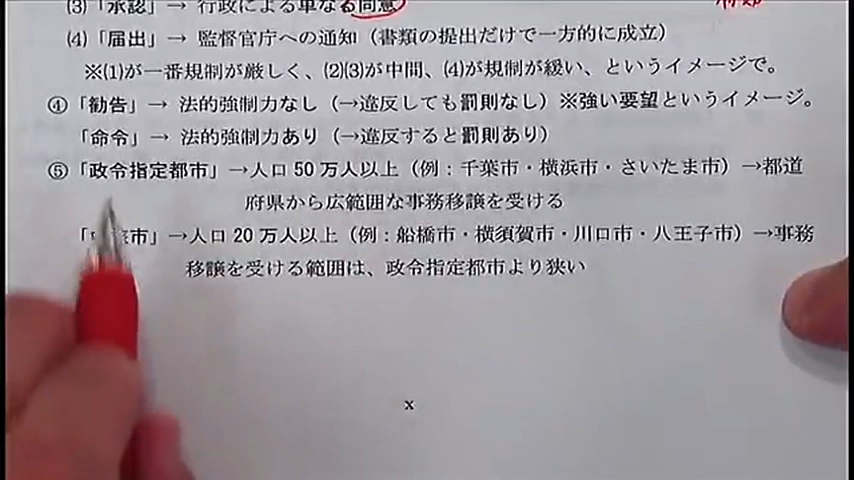 (3)「承認」→ 行政による単なる同意
(4)「届出」→ 監督官庁への通知（書類の提出だけで一方的に成立）
※(1)が一番規制が厳しく、(2)(3)が中間、(4)が規制が緩い、というイメージで。
④「勧告」→ 法的強制力なし（→違反しても罰則なし）※強い要望というイメージ。
「命令」→ 法的強制力あり（→違反すると罰則あり）
⑤「政令指定都市」→人口 50 万人以上（例：千葉市・横浜市・さいたま市）→都道
府県から広範囲な事務移譲を受ける
市」→人口 20 万人以上（例：船橋市・横須賀市・川口市・八王子市）→事務
移譲を受ける範囲は、政令指定都市より狭い
x